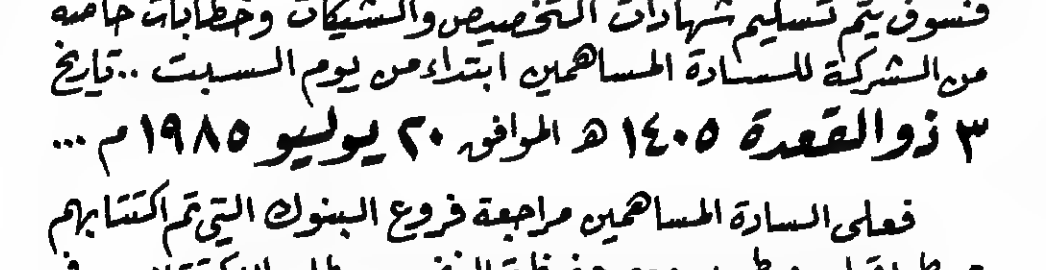 فسوف يتم تسليم شهادات التخصيص والشيكات وخطابات خاصه
من الشركة للسادة المساهمين ابتداء من يوم السبت .. تاريخ
٣ ذو القعدة ١٤٠٥ هـ الموافق ٢٠ يوليو ١٩٨٥ م ...
فعلى السادة المساهمين مراجعة فروع البنوك التي تم اكتتابهم